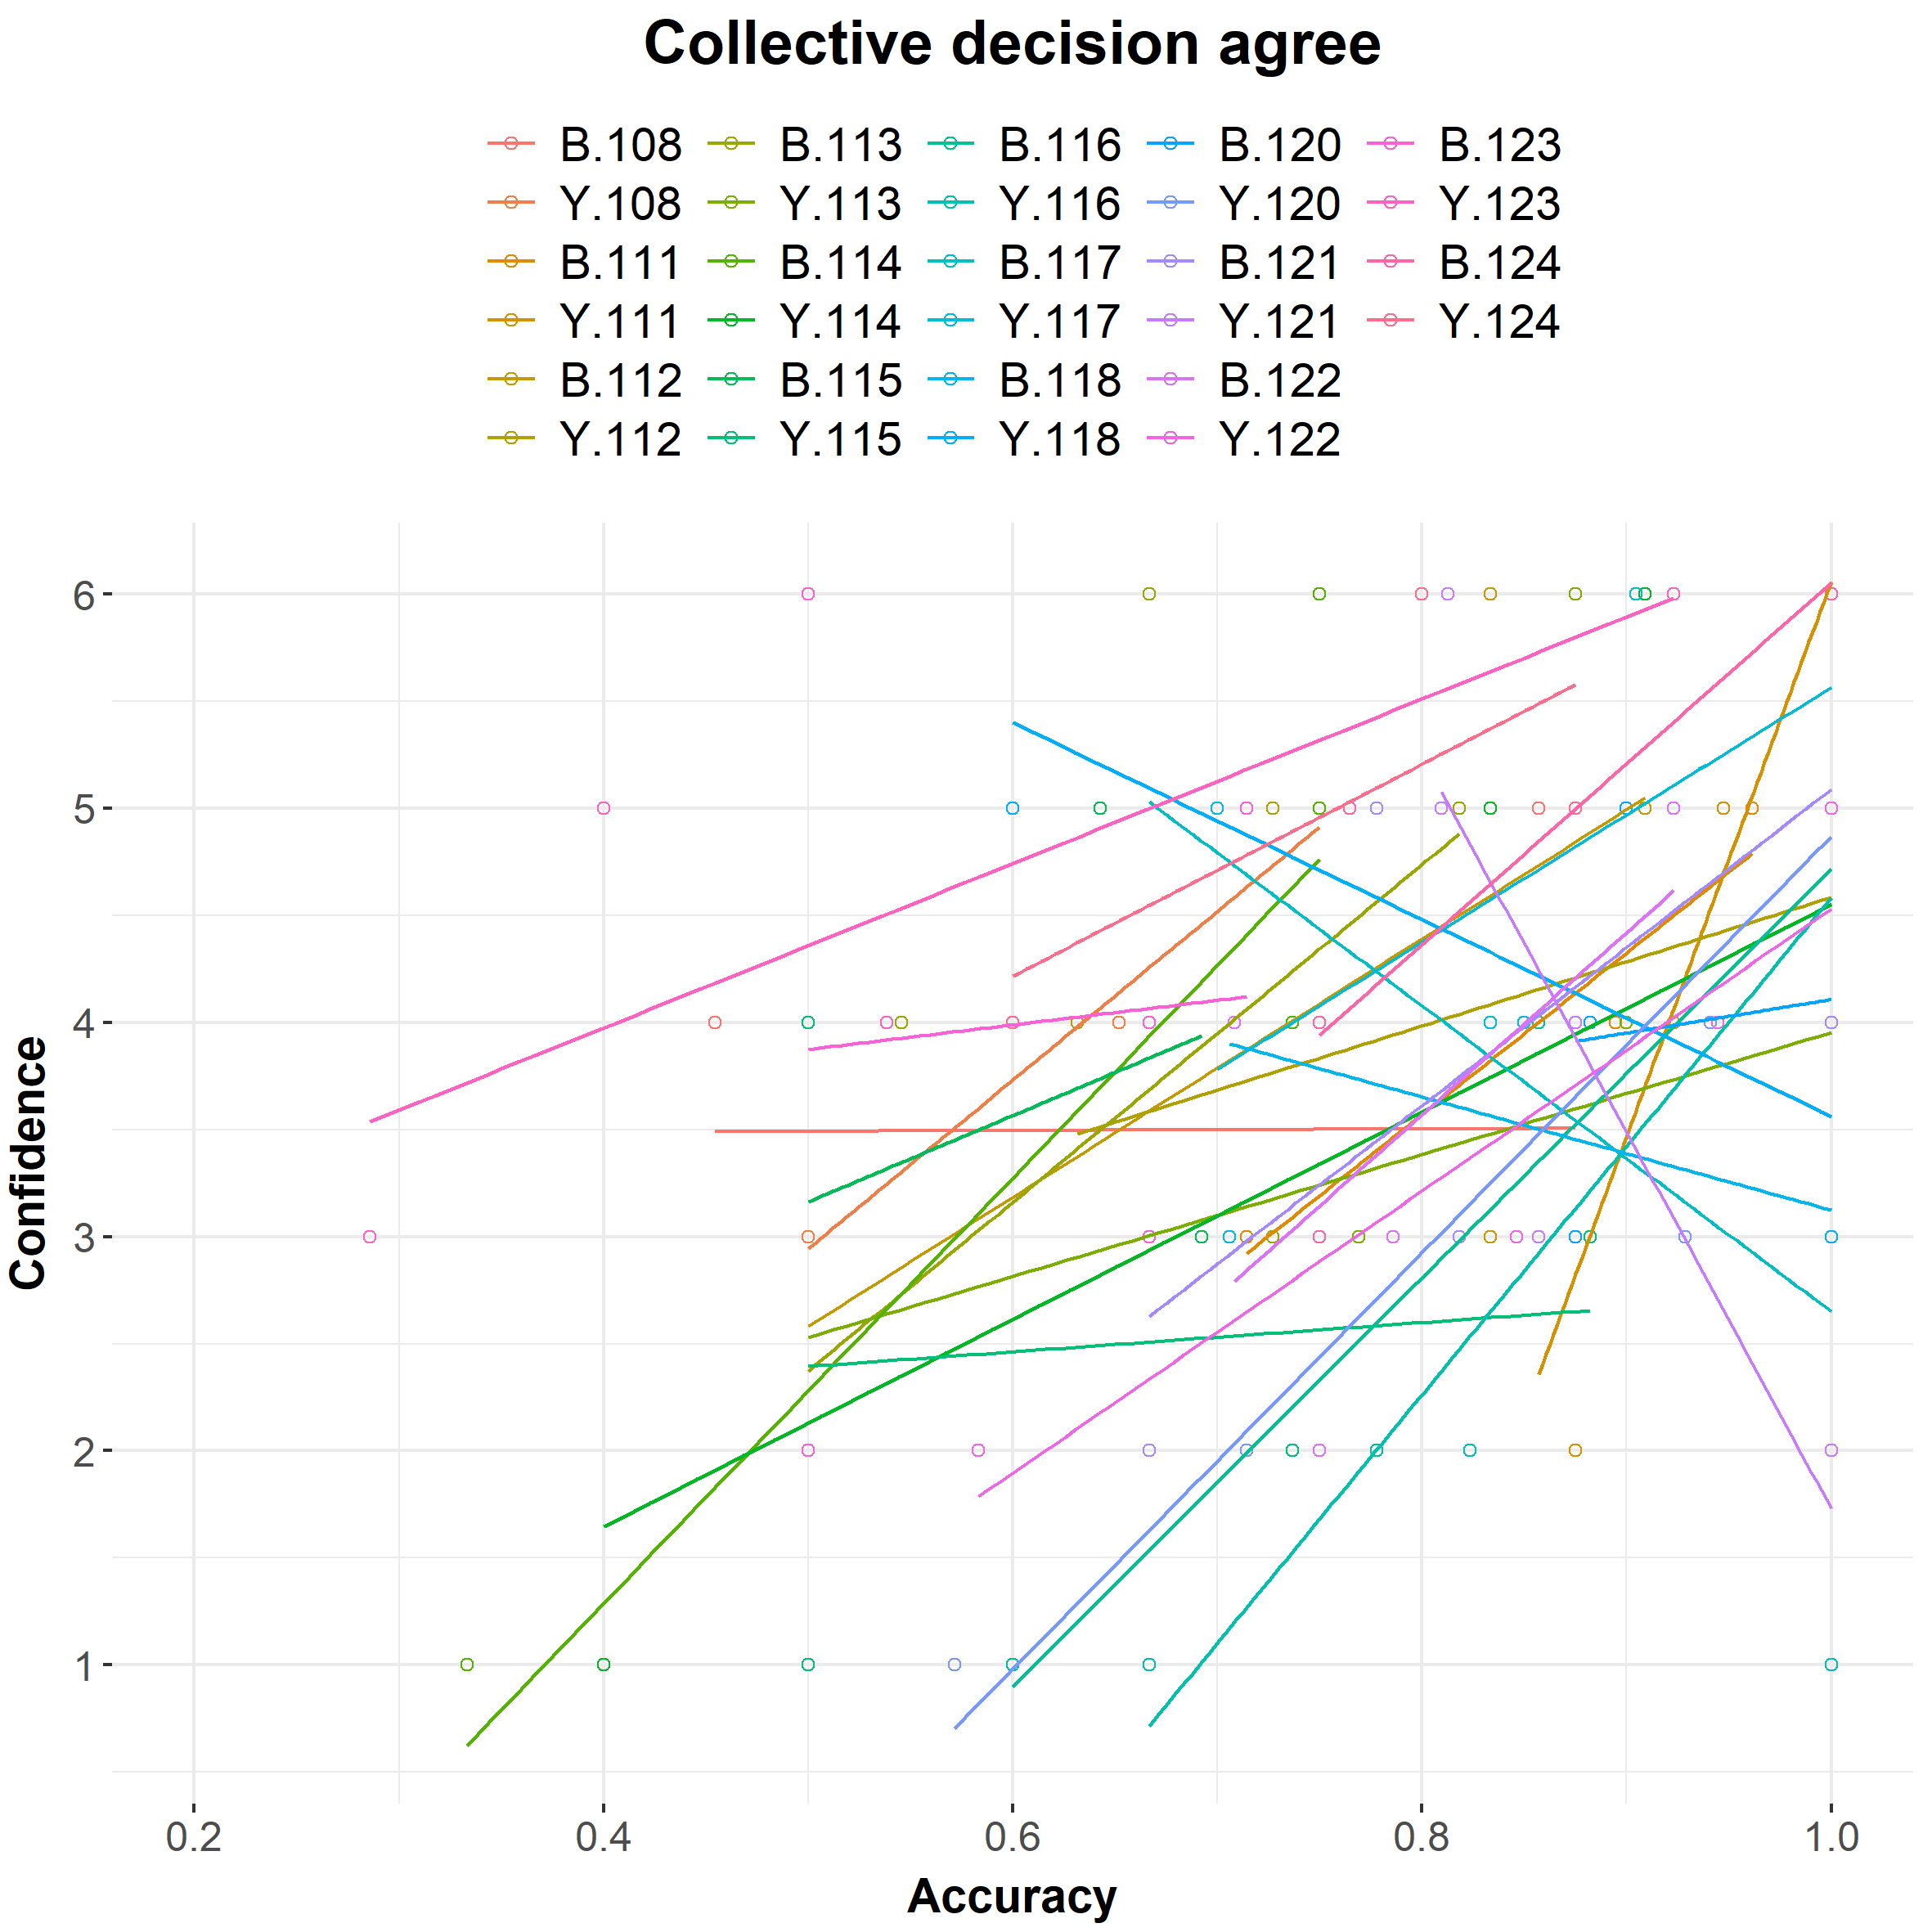 Collective decision agree
B.108 B.113 B.116 B.120 B.123
Y.108 Y.113 Y.116 Y.120 Y.123
B.111 B.114 B.117 B.121 B.124
Y.111 Y.114 Y.117 Y.121 Y.124
B.112 B.115 B.118 B.122
Y.112 Y.115 Y.118 Y.122
6
5
4
3
2
1
Confidence
0.2 0.4 0.6 0.8 1.0
Accuracy